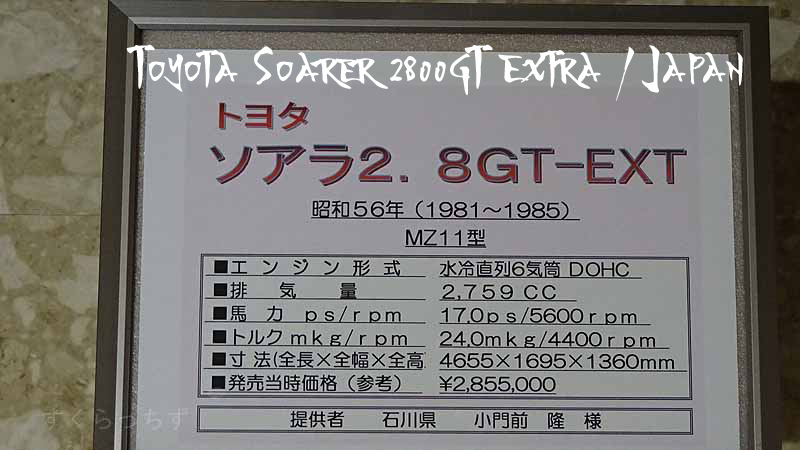 TOYOTA SOARER 2800GT EXTRA / JAPAN
トヨタ
ソアラ2.8GT-EXT
昭和56年(1981～1985)
MZ11型
■エンジン形式 水冷直列6気筒 DOHC
■排気量 2,759 CC
■馬力 ps/rpm 17.0ps/5600rpm
■トルクmkg/rpm 24.0mkg/4400rpm
■寸法(全長×全幅×全高 4655×1695×1360mm
■発売当時価格(参考) ¥2,855,000
提供者 石川県 小門前 隆 様
すくらっちず